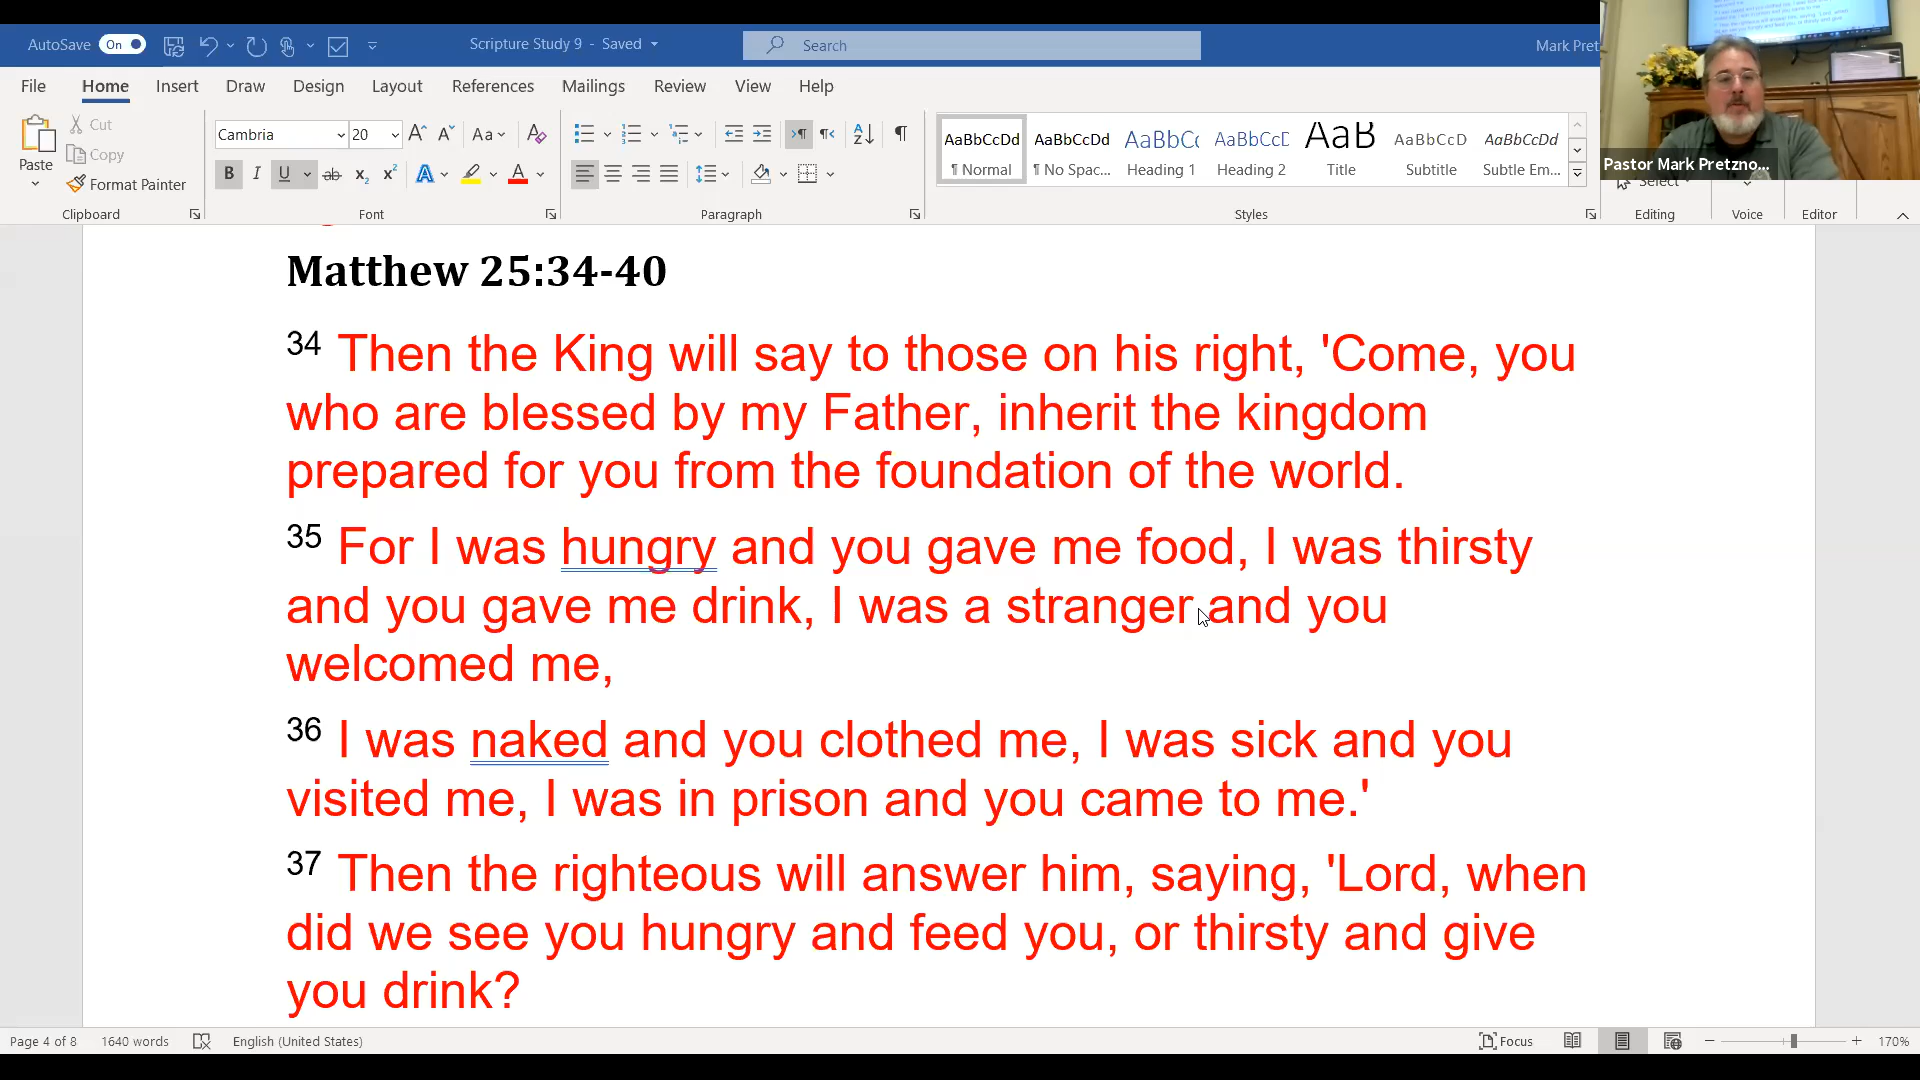 AutoSave On Scripture Study 9 - Saved Search Mark Pret
File Home Insert Draw Design Layout References Mailings Review View Help
Paste Cut Copy Format Painter
Cambria 20 Aa
B I U ab x₂ x² A A
AaBbCcDd AaBbCcDd AaBbCc AaBbCcD AaB AaBbCcD AaBbCcDd
¶ Normal ¶ No Spac... Heading 1 Heading 2 Title Subtitle Subtle Em...
Pastor Mark Pretzno...
Select
Clipboard Font Paragraph Styles Editing Voice Editor
Matthew 25:34-40
34 Then the King will say to those on his right, 'Come, you
who are blessed by my Father, inherit the kingdom
prepared for you from the foundation of the world.
35 For I was hungry and you gave me food, I was thirsty
and you gave me drink, I was a stranger and you
welcomed me,
36 I was naked and you clothed me, I was sick and you
visited me, I was in prison and you came to me.'
37 Then the righteous will answer him, saying, 'Lord, when
did we see you hungry and feed you, or thirsty and give
you drink?
Page 4 of 8 1640 words English (United States) Focus 170%